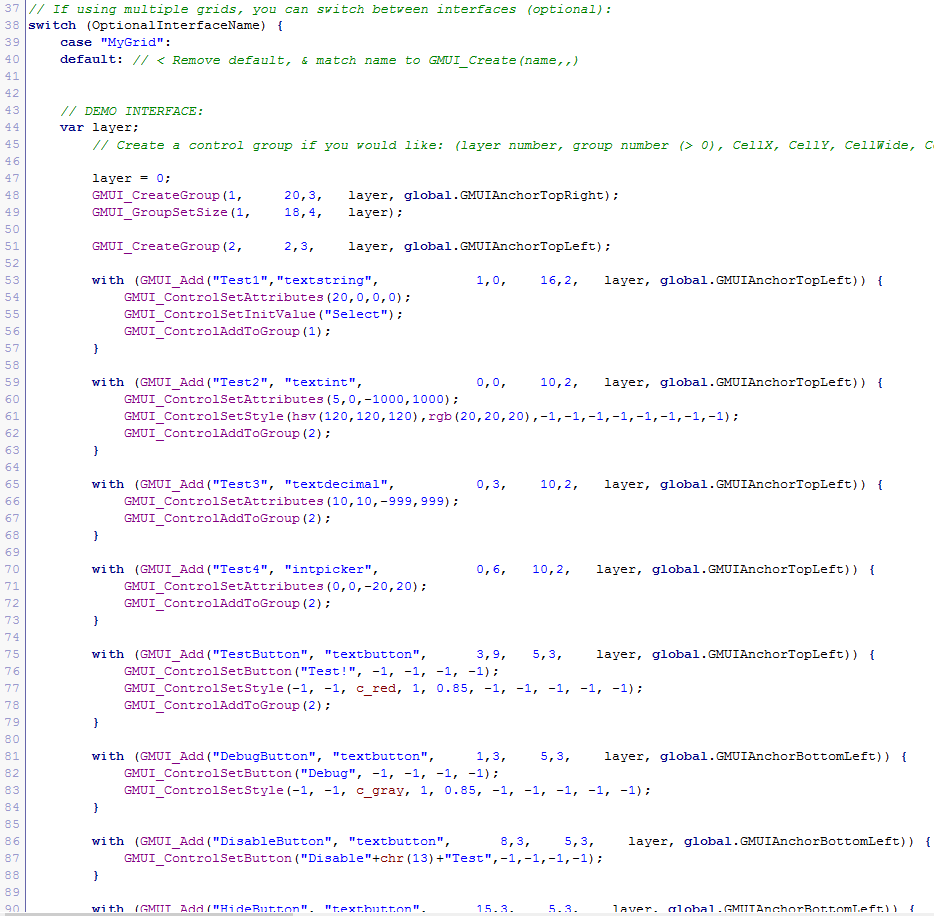 37 // If using multiple grids, you can switch between interfaces (optional):
38 switch (OptionalInterfaceName) {
39     case "MyGrid":
40     default: // < Remove default, & match name to GMUI_Create(name,,)
41
42
43     // DEMO INTERFACE:
44     var layer;
45         // Create a control group if you would like: (layer number, group number (> 0), CellX, CellY, CellWide,
46
47         layer = 0;
48         GMUI_CreateGroup(1,     20,3,   layer, global.GMUIAnchorTopRight);
49         GMUI_GroupSetSize(1,    18,4,   layer);
50
51         GMUI_CreateGroup(2,     2,3,    layer, global.GMUIAnchorTopLeft);
52
53         with (GMUI_Add("Test1","textstring",            1,0,    16,2,   layer, global.GMUIAnchorTopLeft)) {
54             GMUI_ControlSetAttributes(20,0,0,0);
55             GMUI_ControlSetInitValue("Select");
56             GMUI_ControlAddToGroup(1);
57         }
58
59         with (GMUI_Add("Test2", "textint",              0,0,    10,2,   layer, global.GMUIAnchorTopLeft)) {
60             GMUI_ControlSetAttributes(5,0,-1000,1000);
61             GMUI_ControlSetStyle(hsv(120,120,120),rgb(20,20,20),-1,-1,-1,-1,-1,-1,-1,-1);
62             GMUI_ControlAddToGroup(2);
63         }
64
65         with (GMUI_Add("Test3", "textdecimal",          0,3,    10,2,   layer, global.GMUIAnchorTopLeft)) {
66             GMUI_ControlSetAttributes(10,10,-999,999);
67             GMUI_ControlAddToGroup(2);
68         }
69
70         with (GMUI_Add("Test4", "intpicker",            0,6,   10,2,   layer, global.GMUIAnchorTopLeft)) {
71             GMUI_ControlSetAttributes(0,0,-20,20);
72             GMUI_ControlAddToGroup(2);
73         }
74
75         with (GMUI_Add("TestButton", "textbutton",      3,9,   5,3,    layer, global.GMUIAnchorTopLeft)) {
76             GMUI_ControlSetButton("Test!", -1, -1, -1, -1);
77             GMUI_ControlSetStyle(-1, -1, c_red, 1, 0.85, -1, -1, -1, -1, -1);
78             GMUI_ControlAddToGroup(2);
79         }
80
81         with (GMUI_Add("DebugButton", "textbutton",     1,3,    5,3,    layer, global.GMUIAnchorBottomLeft)) {
82             GMUI_ControlSetButton("Debug", -1, -1, -1, -1);
83             GMUI_ControlSetStyle(-1, -1, c_gray, 1, 0.85, -1, -1, -1, -1, -1);
84         }
85
86         with (GMUI_Add("DisableButton", "textbutton",      8,3,    5,3,    layer, global.GMUIAnchorBottomLeft)) {
87             GMUI_ControlSetButton("Disable"+chr(13)+"Test",-1,-1,-1,-1);
88         }
89
90         with (GMUI_Add("HideButton", "textbutton",      15,3,    5,3,    layer, global.GMUIAnchorBottomLeft)) {